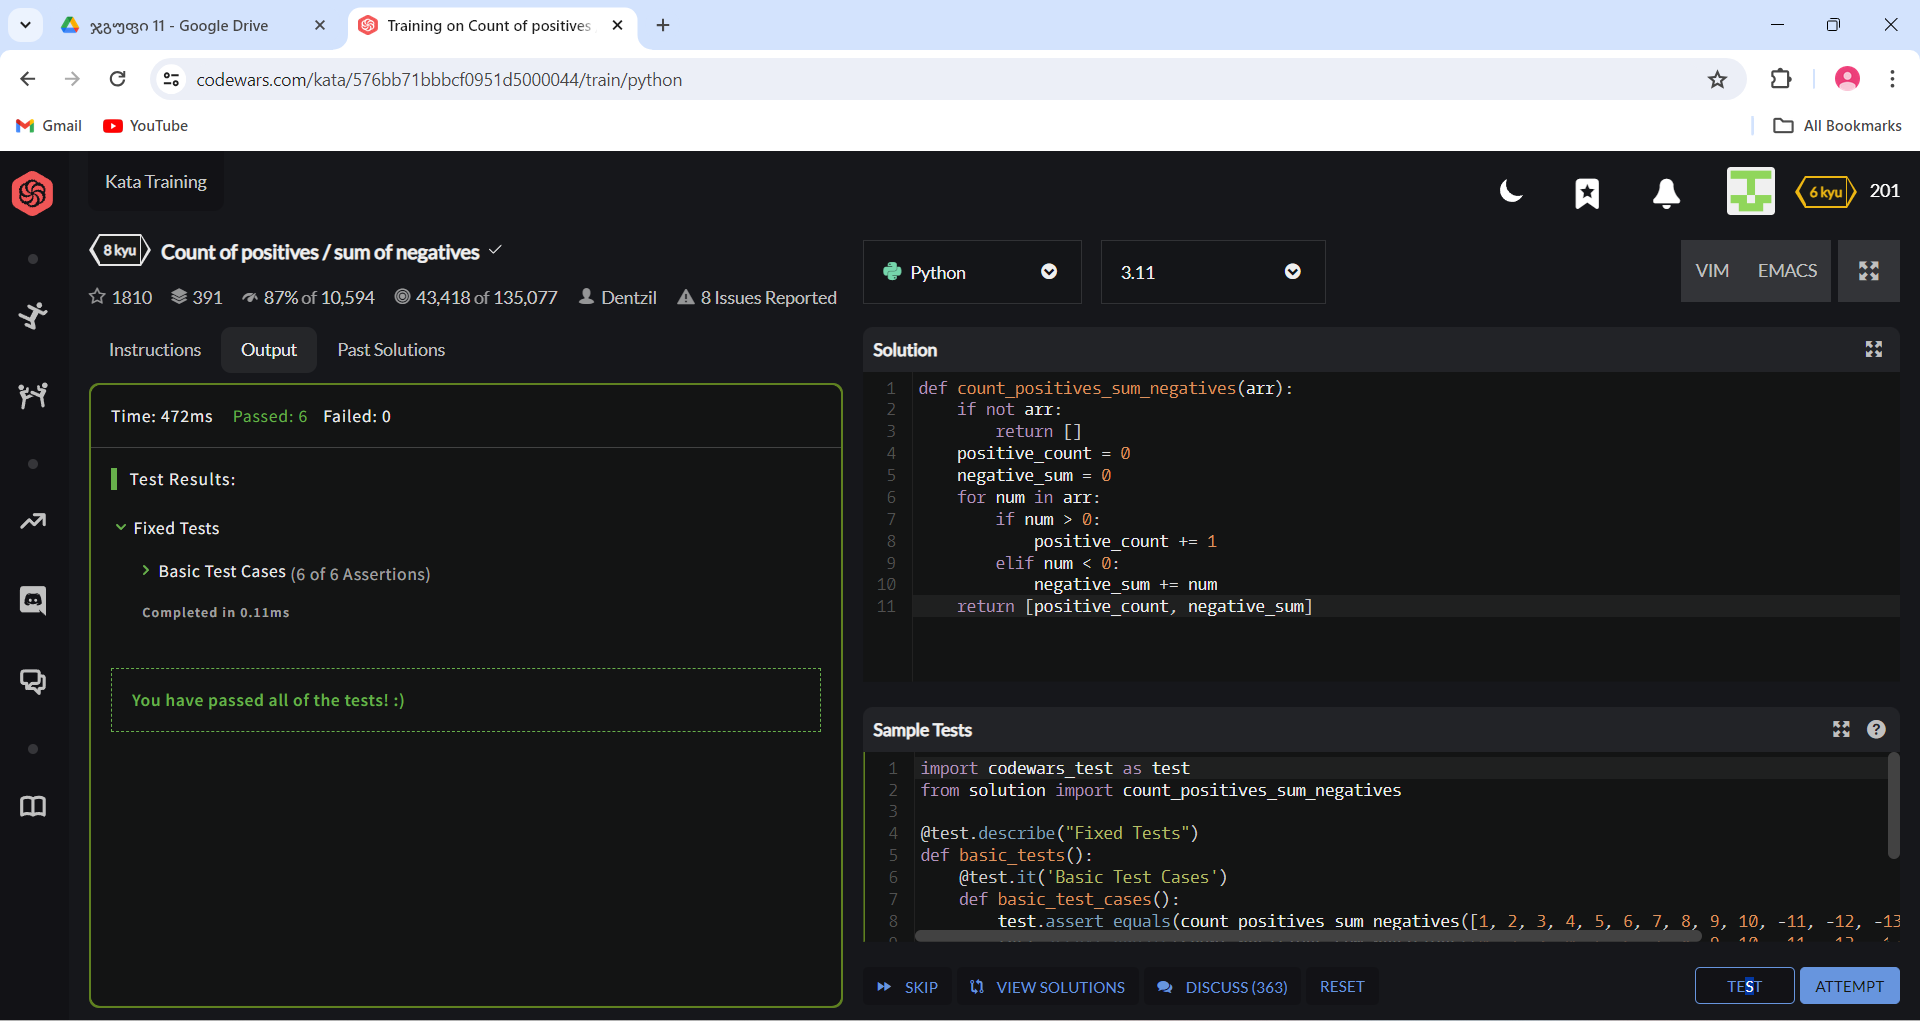 ჯგუფი 11 - Google Drive
Training on Count of positives
codewars.com/kata/576bb71bbbcf0951d5000044/train/python
Gmail
YouTube
All Bookmarks
Kata Training
6 kyu
201
8 kyu
Count of positives / sum of negatives
1810
391
87% of 10,594
43,418 of 135,077
Dentzil
8 Issues Reported
Python
3.11
VIM
EMACS
Instructions
Output
Past Solutions
Time: 472ms Passed: 6 Failed: 0
Test Results:
Fixed Tests
Basic Test Cases (6 of 6 Assertions)
Completed in 0.11ms
You have passed all of the tests! :)
Solution
1 def count_positives_sum_negatives(arr):
2     if not arr:
3         return []
4     positive_count = 0
5     negative_sum = 0
6     for num in arr:
7         if num > 0:
8             positive_count += 1
9         elif num < 0:
10             negative_sum += num
11     return [positive_count, negative_sum]
Sample Tests
1 import codewars_test as test
2 from solution import count_positives_sum_negatives
3
4 @test.describe("Fixed Tests")
5 def basic_tests():
6     @test.it('Basic Test Cases')
7     def basic_test_cases():
8         test.assert_equals(count_positives_sum_negatives([1, 2, 3, 4, 5, 6, 7, 8, 9, 10, -11, -12, -13
SKIP
VIEW SOLUTIONS
DISCUSS (363)
RESET
TEST
ATTEMPT